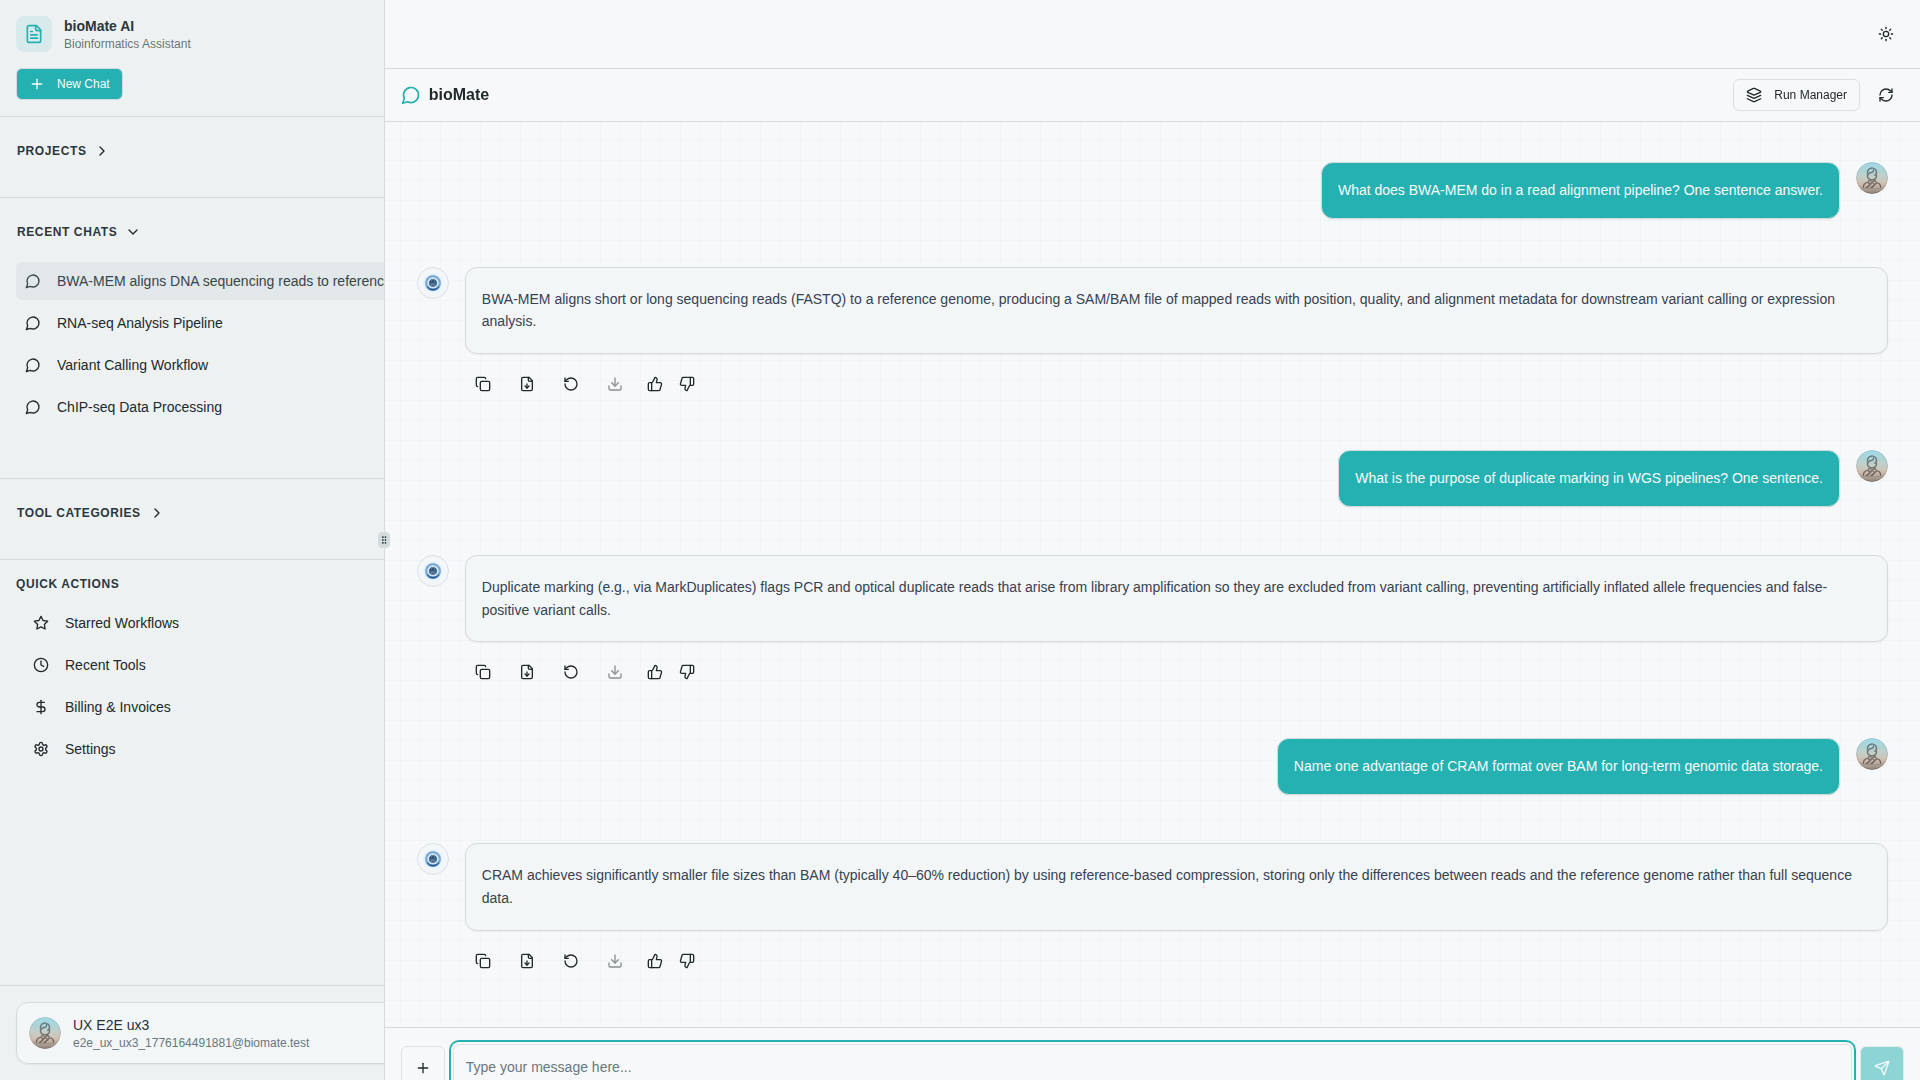 bioMate AI
Bioinformatics Assistant
New Chat
PROJECTS
RECENT CHATS
BWA-MEM aligns DNA sequencing reads to referenc
RNA-seq Analysis Pipeline
Variant Calling Workflow
ChIP-seq Data Processing
TOOL CATEGORIES
QUICK ACTIONS
Starred Workflows
Recent Tools
Billing & Invoices
Settings
UX E2E ux3
e2e_ux_ux3_1776164491881@biomate.test
bioMate
Run Manager
What does BWA-MEM do in a read alignment pipeline? One sentence answer.
BWA-MEM aligns short or long sequencing reads (FASTQ) to a reference genome, producing a SAM/BAM file of mapped reads with position, quality, and alignment metadata for downstream variant calling or expression
analysis.
What is the purpose of duplicate marking in WGS pipelines? One sentence.
Duplicate marking (e.g., via MarkDuplicates) flags PCR and optical duplicate reads that arise from library amplification so they are excluded from variant calling, preventing artificially inflated allele frequencies and false-
positive variant calls.
Name one advantage of CRAM format over BAM for long-term genomic data storage.
CRAM achieves significantly smaller file sizes than BAM (typically 40–60% reduction) by using reference-based compression, storing only the differences between reads and the reference genome rather than full sequence
data.
Type your message here...